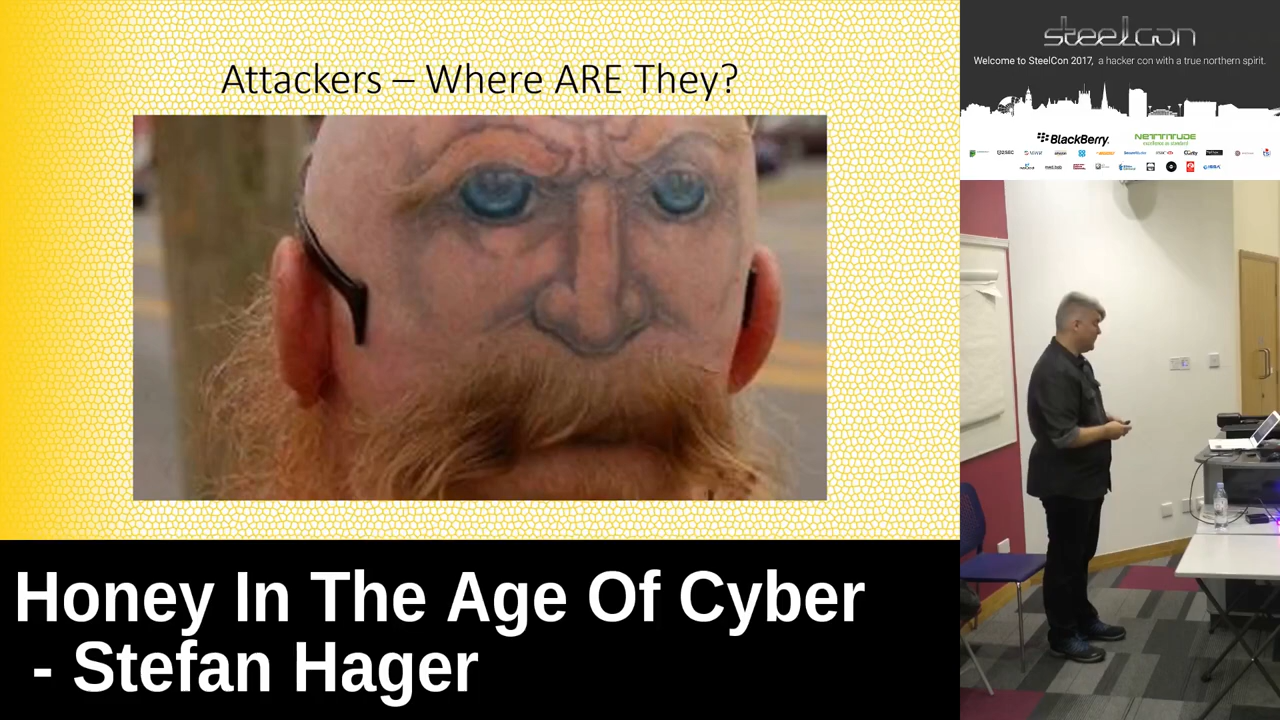 Attackers – Where ARE They?
steelcon
Welcome to SteelCon 2017, a hacker con with a true northern spirit.
BlackBerry
NETTITUDE
Honey In The Age Of Cyber
- Stefan Hager